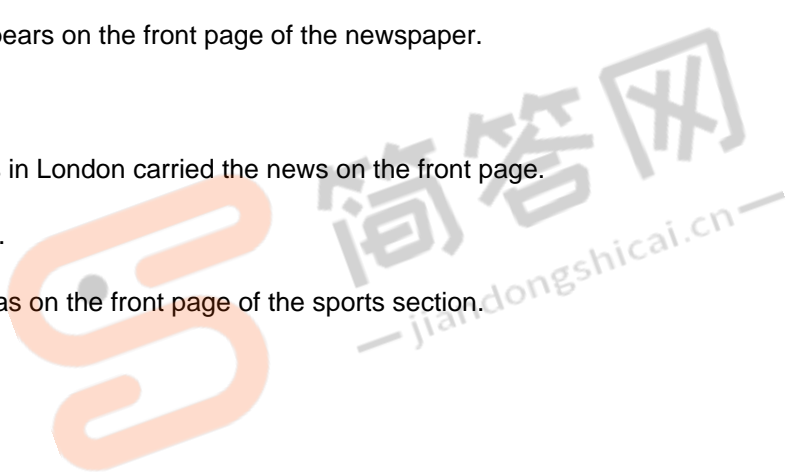 ears on the front page of the newspaper.
in London carried the news on the front page.
.
as on the front page of the sports section.
简答网
jiandongshicai.cn